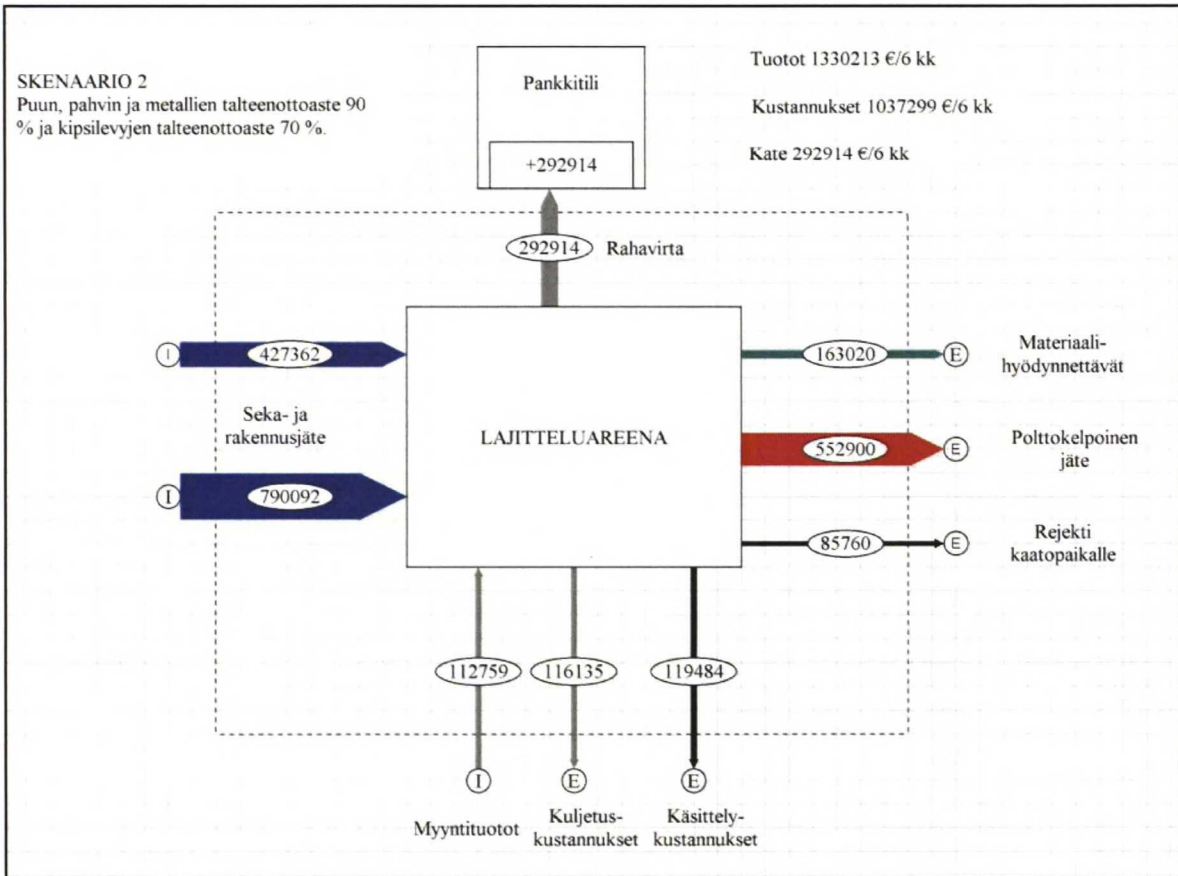 SKENAARIO 2
Puun, pahvin ja metallien talteenottoaste 90
% ja kipsilevyjen talteenottoaste 70 %.
Pankkitili
+292914
Tuotot 1330213 €/6 kk
Kustannukset 1037299 €/6 kk
Kate 292914 €/6 kk
292914
Rahavirta
I
427362
Seka- ja
rakennusjäte
I
790092
LAJITTELUAREENA
163020
E
Materiaali-
hyödynnettävät
552900
E
Polttokelpoinen
jäte
85760
E
Rejekti
kaatopaikalle
112759
116135
119484
I
E
E
Myyntituotot
Kuljetus-
kustannukset
Käsittely-
kustannukset